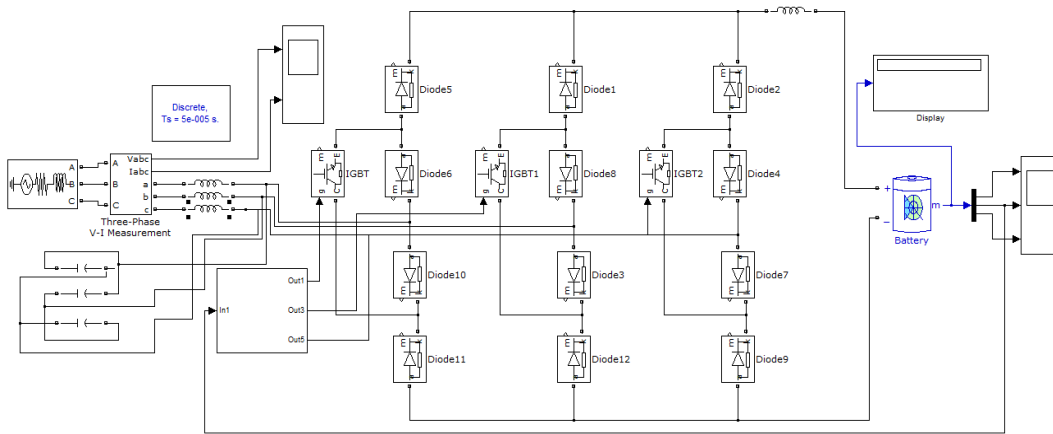 E
Diode5
E
Diode1
E
Diode2
Discrete,
Ts = 5e-005 s.
Display
Vabc
Iabc
A
B
C
A
B
C
a
b
c
Three-Phase
V-I Measurement
E
E
g
C
IGBT
E
Diode6
E
E
g
C
IGBT1
E
Diode8
E
E
g
C
IGBT2
E
Diode4
+
−
m
Battery
In1
Out1
Out3
Out5
E
Diode10
E
Diode3
E
Diode7
E
Diode11
E
Diode12
E
Diode9